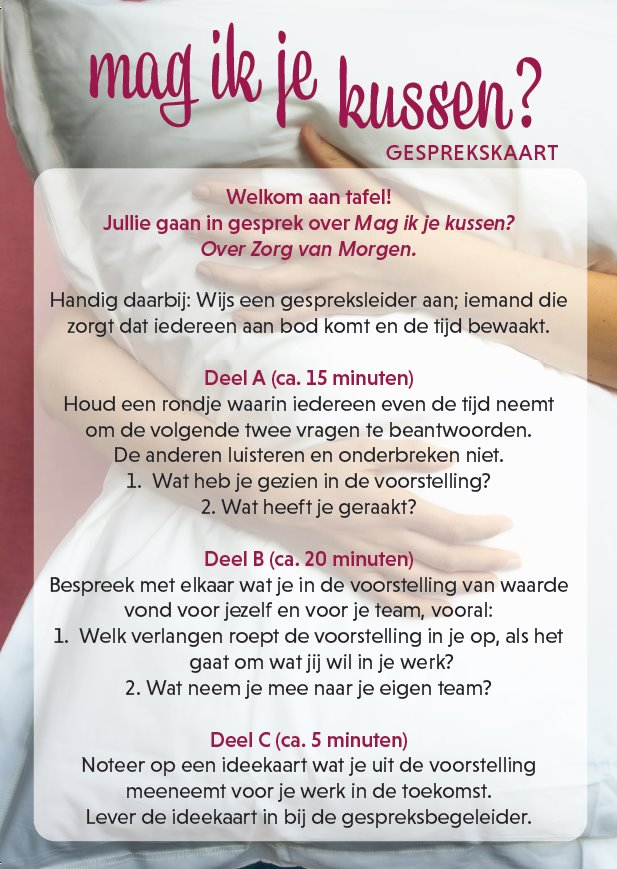 mag ik je kussen?
GESPREKSKAART
Welkom aan tafel!
Jullie gaan in gesprek over Mag ik je kussen?
Over Zorg van Morgen.
Handig daarbij: Wijs een gespreksleider aan; iemand die
zorgt dat iedereen aan bod komt en de tijd bewaakt.
Deel A (ca. 15 minuten)
Houd een rondje waarin iedereen even de tijd neemt
om de volgende twee vragen te beantwoorden.
De anderen luisteren en onderbreken niet.
1. Wat heb je gezien in de voorstelling?
2. Wat heeft je geraakt?
Deel B (ca. 20 minuten)
Bespreek met elkaar wat je in de voorstelling van waarde
vond voor jezelf en voor je team, vooral:
1. Welk verlangen roept de voorstelling in je op, als het
gaat om wat jij wil in je werk?
2. Wat neem je mee naar je eigen team?
Deel C (ca. 5 minuten)
Noteer op een ideekaart wat je uit de voorstelling
meeneemt voor je werk in de toekomst.
Lever de ideekaart in bij de gespreksbegeleider.